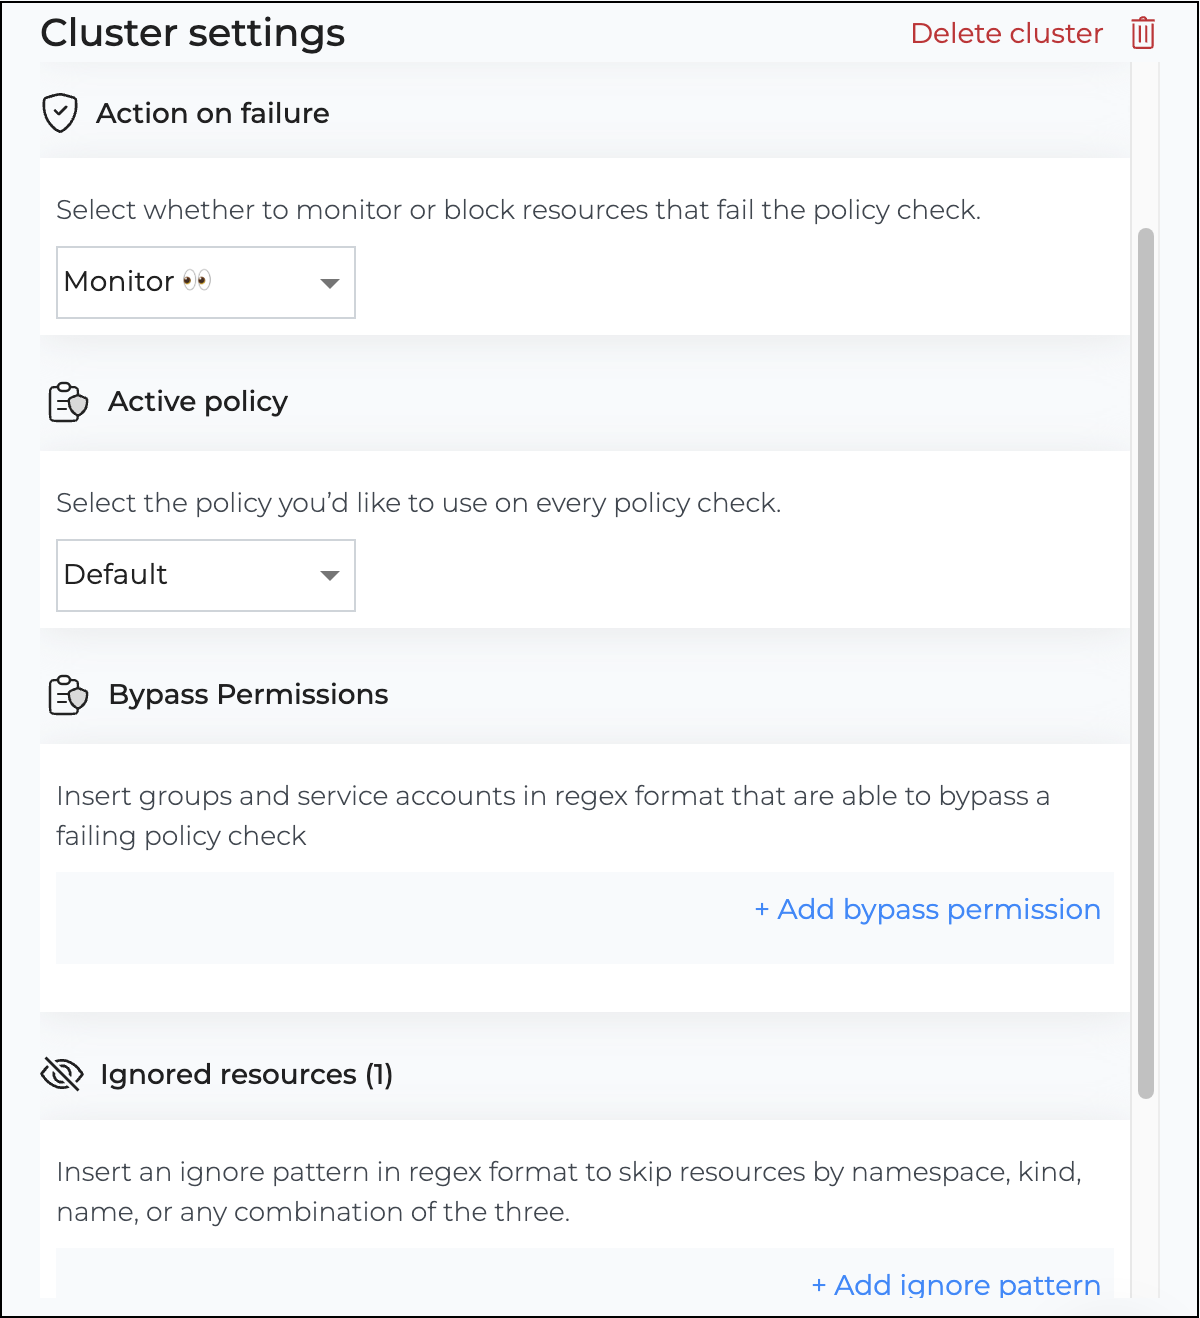 Cluster settings
Delete cluster
Action on failure
Select whether to monitor or block resources that fail the policy check.
Monitor 👀
Active policy
Select the policy you’d like to use on every policy check.
Default
Bypass Permissions
Insert groups and service accounts in regex format that are able to bypass a
failing policy check
+ Add bypass permission
Ignored resources (1)
Insert an ignore pattern in regex format to skip resources by namespace, kind,
name, or any combination of the three.
+ Add ignore pattern